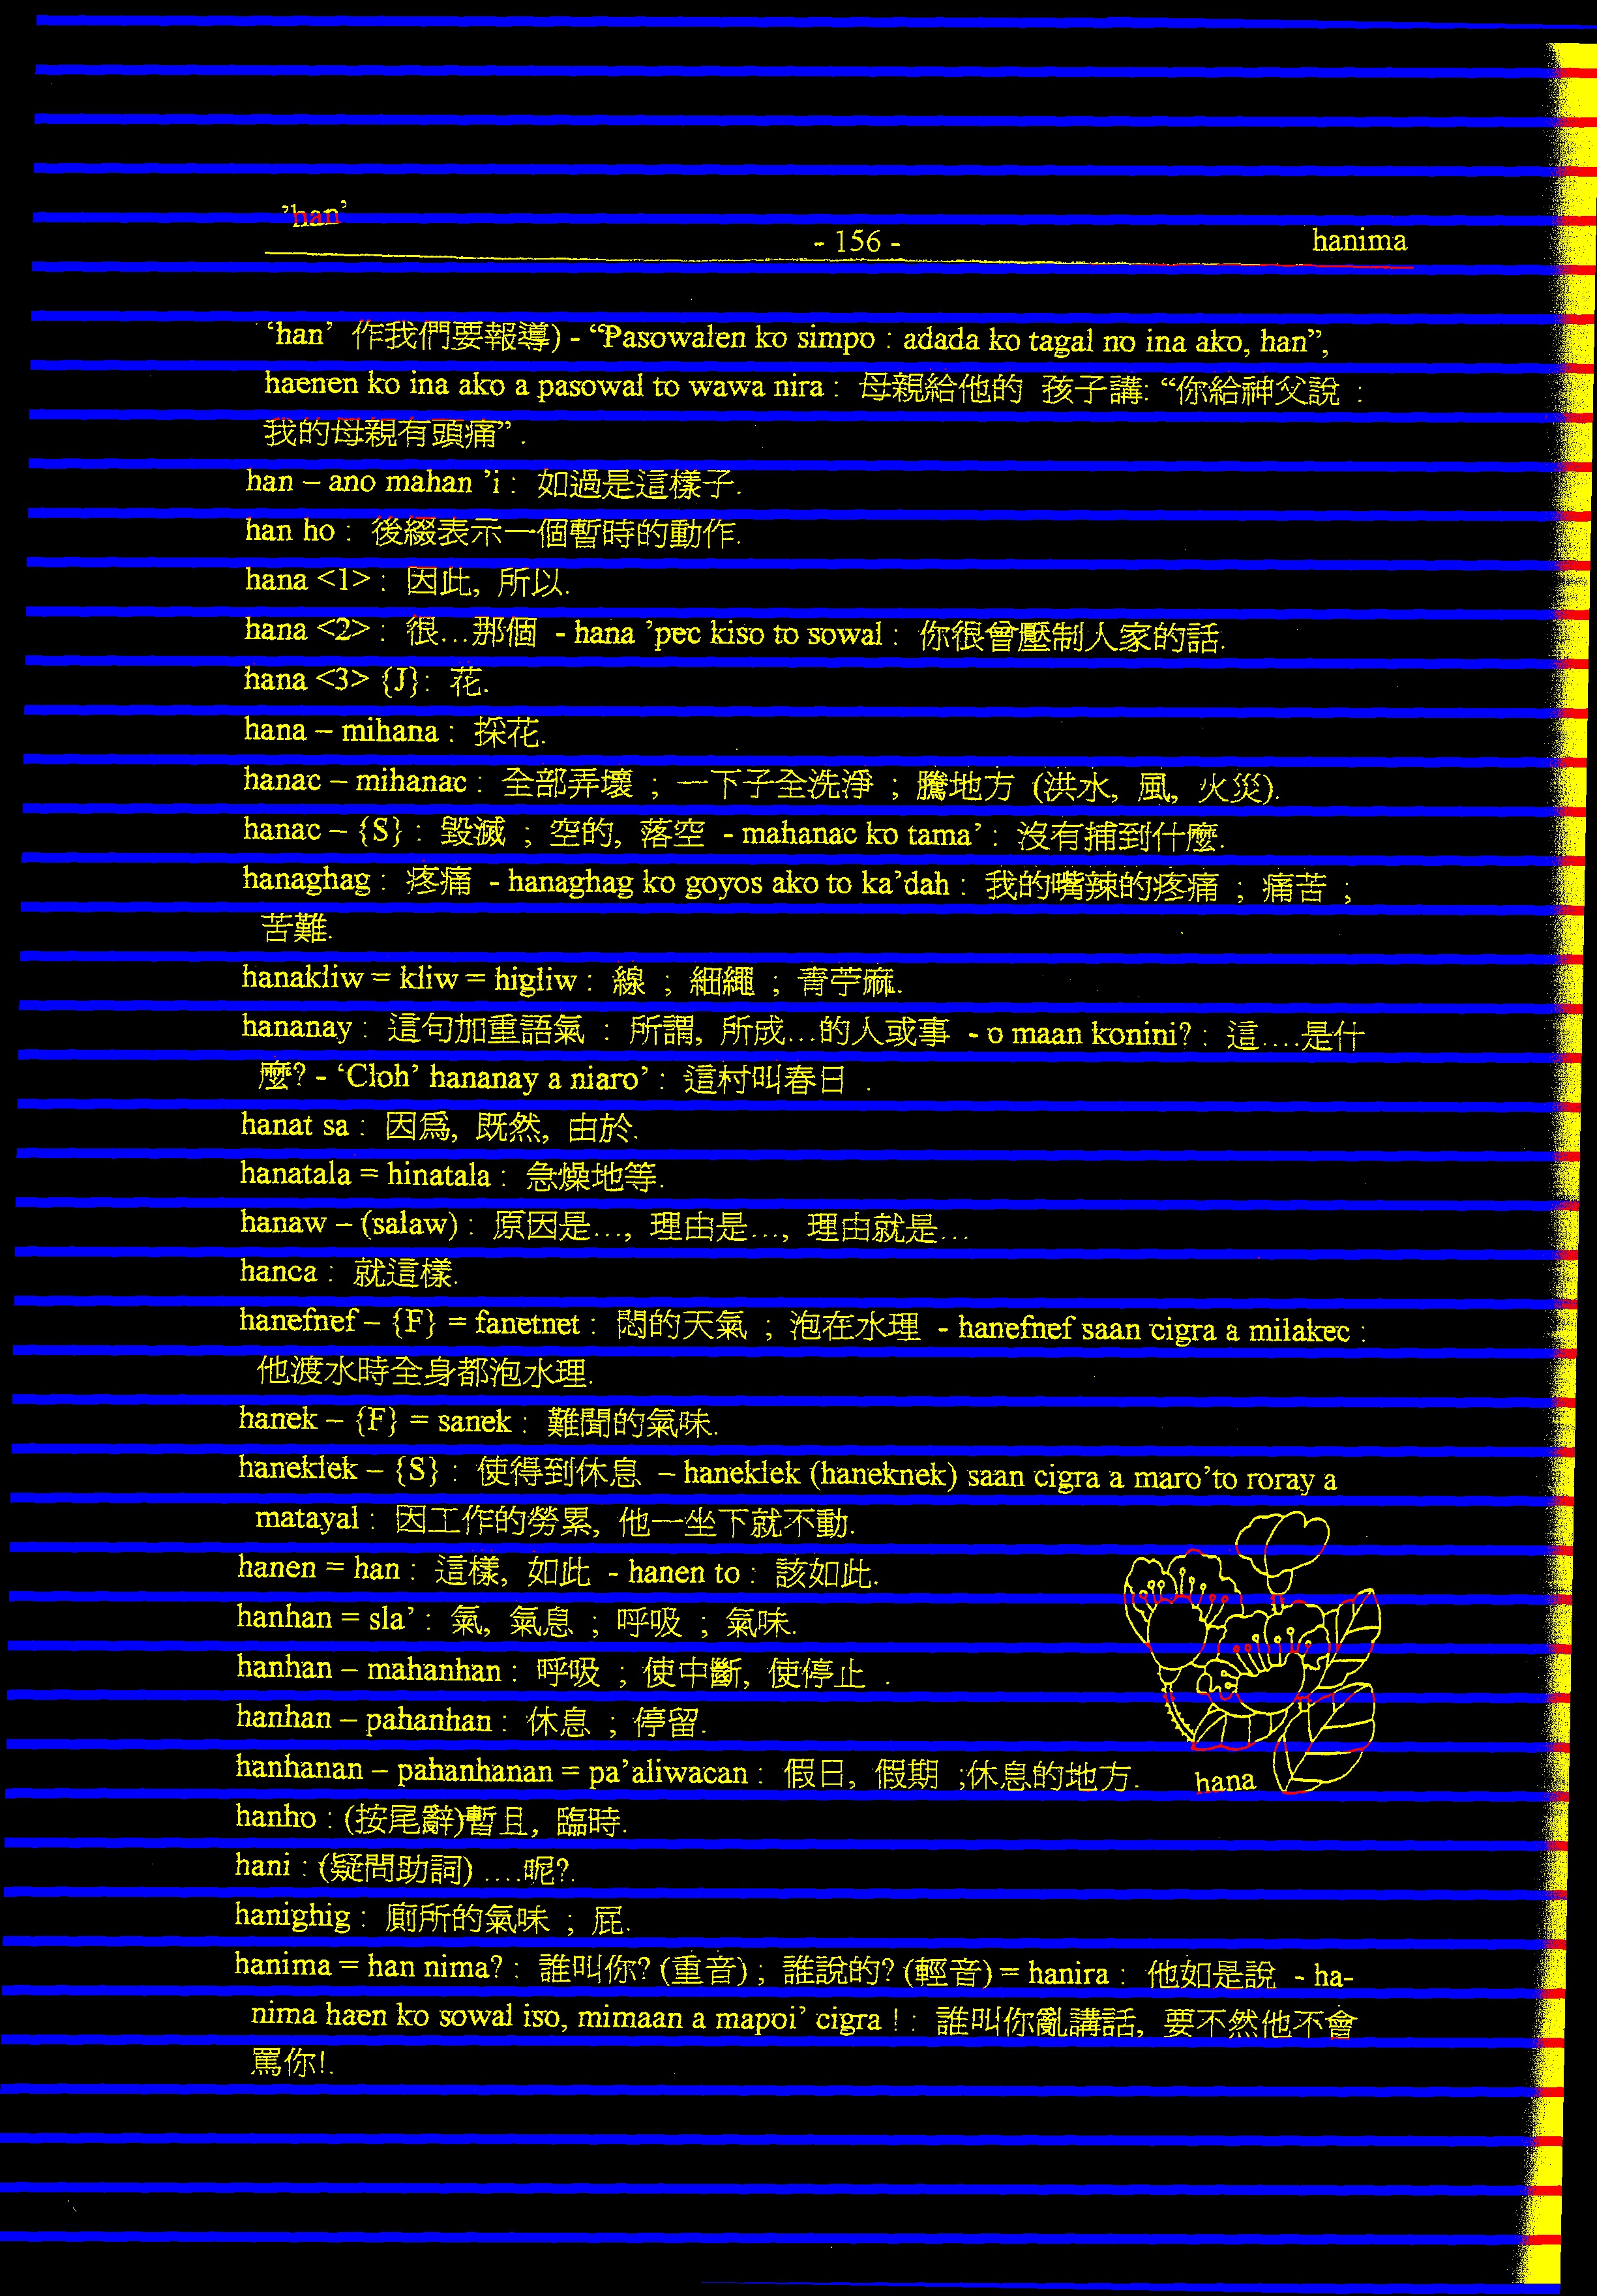 ’han’
- 156 - hanima
‘han’ 作我們要報導) - “Pasowalen ko simpo : adada ko tagal no ina ako, han”,
haenen ko ina ako a pasowal to wawa nira : 母親給他的 孩子講: “你給神父說 :
我的母親有頭痛” .
han – ano mahan ’i : 如過是這樣子.
han ho : 後綴表示一個暫時的動作.
hana <1> : 因此, 所以.
hana <2> : 很…那個 - hana ’pec kiso to sowal : 你很曾壓制人家的話.
hana <3> {J}: 花.
hana – mihana : 採花.
hanac – mihanac : 全部弄壞 ; 一下子全洗淨 ; 騰地方 (洪水, 風, 火災).
hanac – {S} : 毀滅 ; 空的, 落空 - mahanac ko tama’ : 沒有捕到什麼.
hanaghag : 疼痛 - hanaghag ko goyos ako to ka’dah : 我的嘴辣的疼痛 ; 痛苦 ;
苦難.
hanakliw = kliw = higliw : 線 ; 細繩 ; 青苧麻.
hananay : 這句加重語氣 : 所謂, 所成…的人或事 - o maan konini? : 這….是什
麼? - ‘Cloh’ hananay a niaro’ : 這村叫春日 .
hanat sa : 因爲, 既然, 由於.
hanatala = hinatala : 急燥地等.
hanaw – (salaw) : 原因是…, 理由是…, 理由就是…
hanca : 就這樣.
hanefnef – {F} = fanetnet : 悶的天氣 ; 泡在水理 - hanefnef saan cigra a milakec :
他渡水時全身都泡水理.
hanek – {F} = sanek : 難聞的氣味.
haneklek – {S} : 使得到休息 – haneklek (haneknek) saan cigra a maro’to roray a
matayal : 因工作的勞累, 他一坐下就不動.
hanen = han : 這樣, 如此 - hanen to : 該如此.
hanhan = sla’ : 氣, 氣息 ; 呼吸 ; 氣味.
hanhan – mahanhan : 呼吸 ; 使中斷, 使停止 .
hanhan – pahanhan : 休息 ; 停留.
hanhanan – pahanhanan = pa’aliwacan : 假日, 假期 ;休息的地方.
hana
hanho : (按尾辭)暫且, 臨時.
hani : (疑問助詞) ….呢?.
hanighig : 廁所的氣味 ; 屁.
hanima = han nima? : 誰叫你? (重音) ; 誰說的? (輕音) = hanira : 他如是說 - ha-
nima haen ko sowal iso, mimaan a mapoi’ cigra ! : 誰叫你亂講話, 要不然他不會
罵你!.